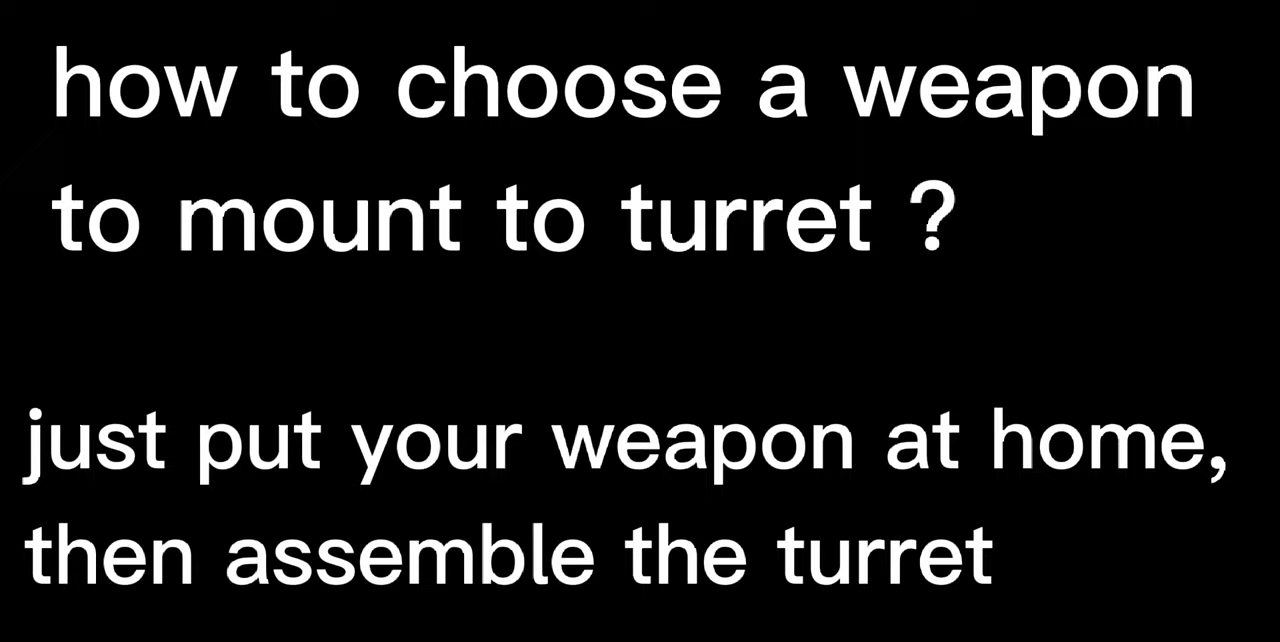 how to choose a weapon
to mount to turret ?
just put your weapon at home,
then assemble the turret